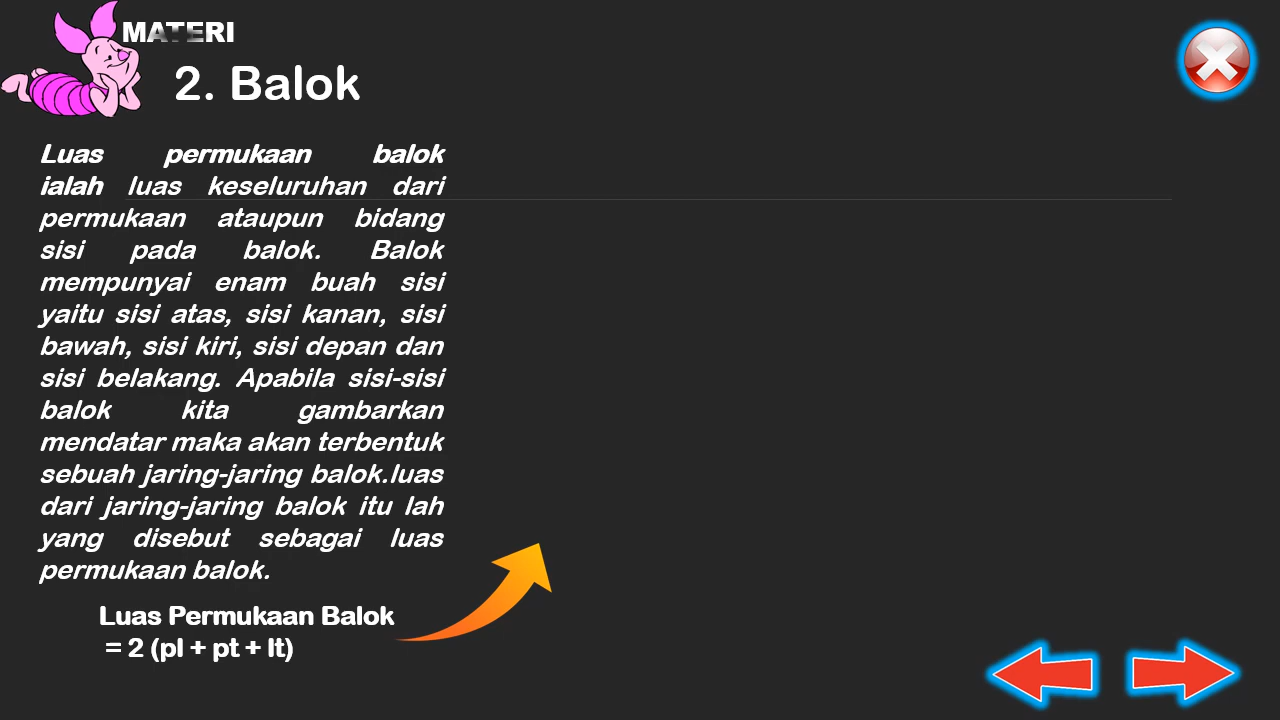 MATERI
2. Balok
Luas permukaan balok
ialah luas keseluruhan dari
permukaan ataupun bidang
sisi pada balok. Balok
mempunyai enam buah sisi
yaitu sisi atas, sisi kanan, sisi
bawah, sisi kiri, sisi depan dan
sisi belakang. Apabila sisi-sisi
balok kita gambarkan
mendatar maka akan terbentuk
sebuah jaring-jaring balok.luas
dari jaring-jaring balok itu lah
yang disebut sebagai luas
permukaan balok.
Luas Permukaan Balok
= 2 (pl + pt + lt)